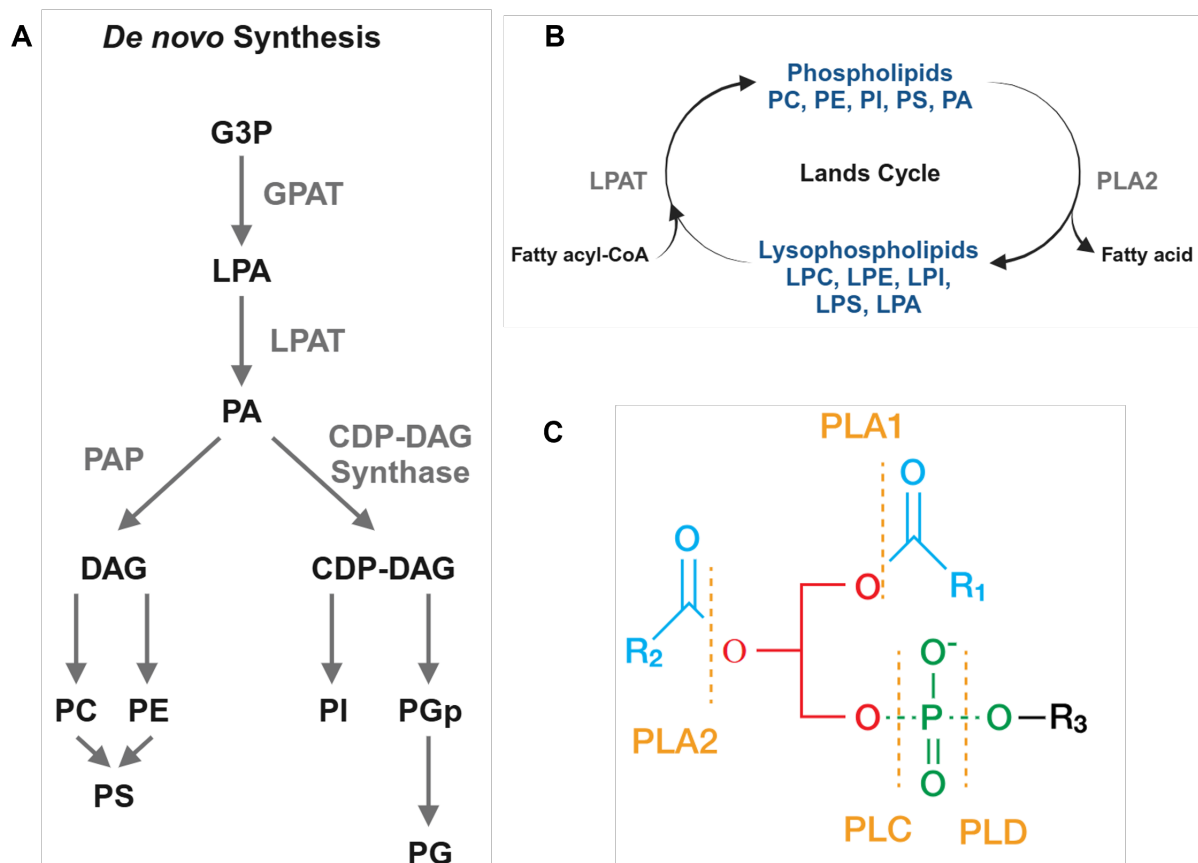 A
De novo Synthesis
G3P
GPAT
LPA
LPAT
PA
PAP
CDP-DAG
Synthase
DAG
CDP-DAG
PC
PE
PI
PGp
PS
PG
B
Phospholipids
PC, PE, PI, PS, PA
LPAT
Lands Cycle
PLA2
Fatty acyl-CoA
Lysophospholipids
LPC, LPE, LPI,
LPS, LPA
Fatty acid
C
PLA1
O
O
R₁
O
R₂
O
O⁻
O
P
O
R₃
PLA2
O
PLC
PLD